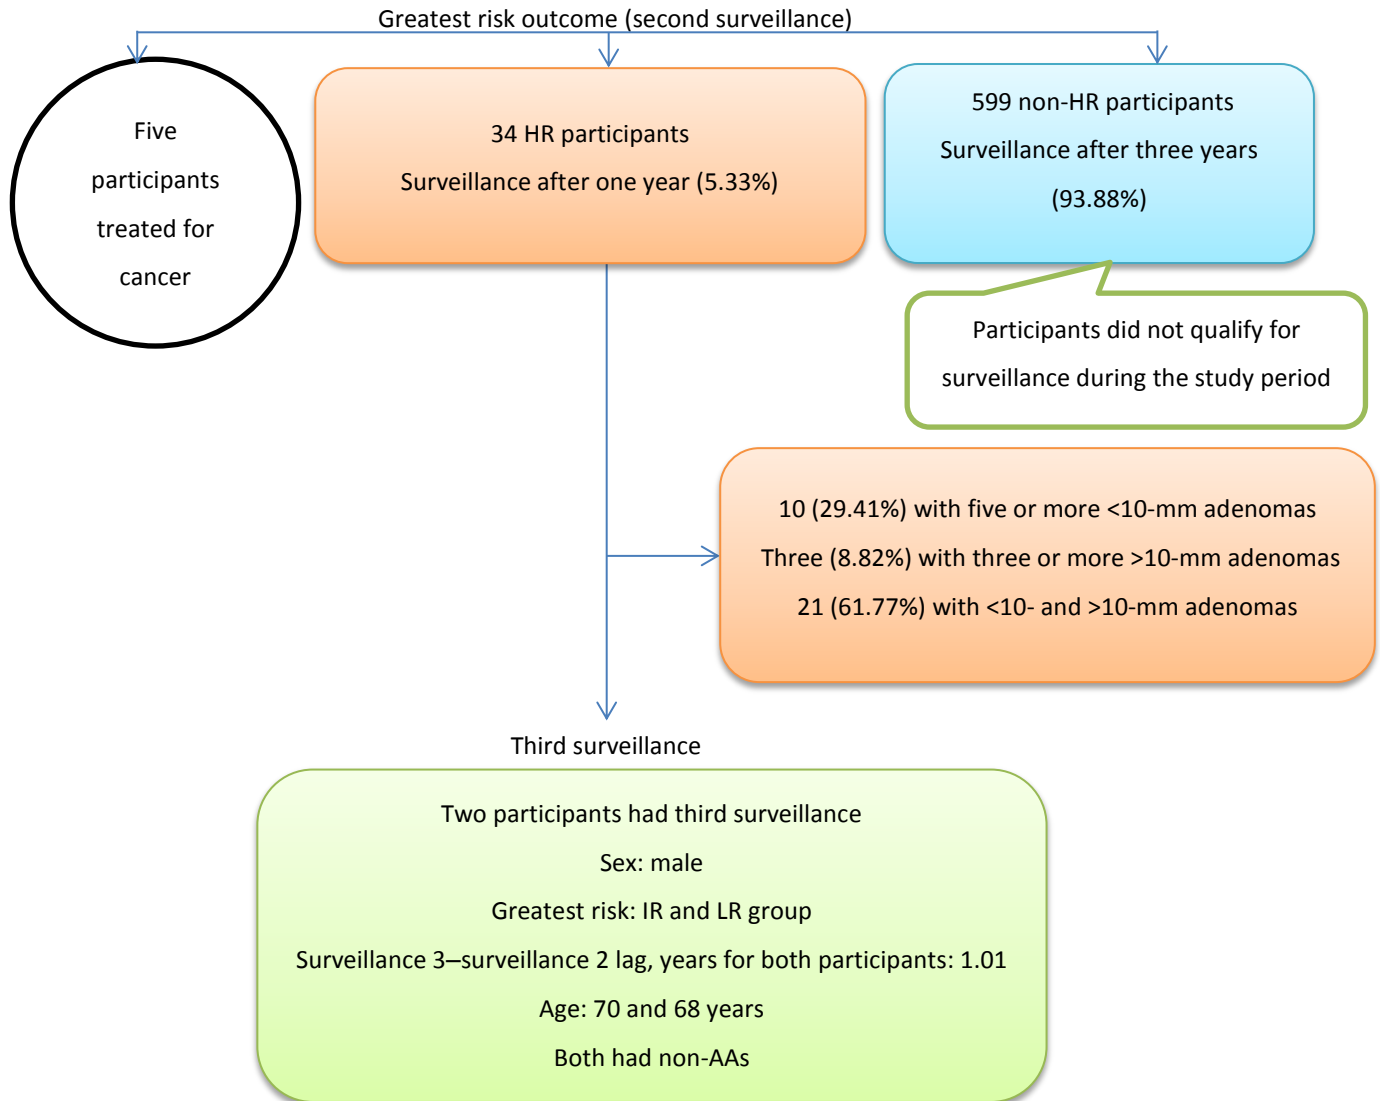 Greatest risk outcome (second surveillance)
Five
participants
treated for
cancer
34 HR participants
Surveillance after one year (5.33%)
599 non-HR participants
Surveillance after three years
(93.88%)
Participants did not qualify for
surveillance during the study period
10 (29.41%) with five or more <10-mm adenomas
Three (8.82%) with three or more >10-mm adenomas
21 (61.77%) with <10- and >10-mm adenomas
Third surveillance
Two participants had third surveillance
Sex: male
Greatest risk: IR and LR group
Surveillance 3–surveillance 2 lag, years for both participants: 1.01
Age: 70 and 68 years
Both had non-AAs